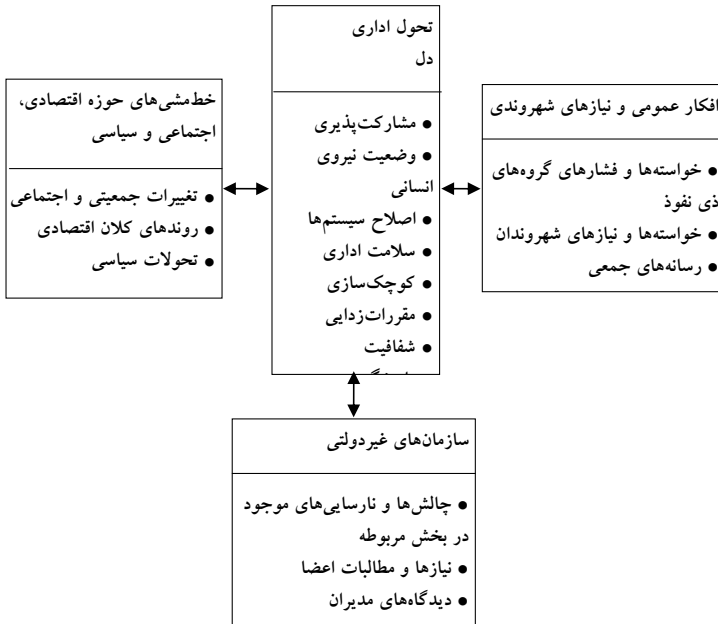 تحول اداری
دل
● مشارکت‌پذیری
● وضعیت نیروی
انسانی
● اصلاح سیستم‌ها
● سلامت اداری
● کوچک‌سازی
● مقررات‌زدایی
● شفافیت
افکار عمومی و نیازهای شهروندی
● خواسته‌ها و فشارهای گروه‌های
ذی نفوذ
● خواسته‌ها و نیازهای شهروندان
● رسانه‌های جمعی
خط‌مشی‌های حوزه اقتصادی،
اجتماعی و سیاسی
● تغییرات جمعیتی و اجتماعی
● روندهای کلان اقتصادی
● تحولات سیاسی
سازمان‌های غیردولتی
● چالش‌ها و نارسایی‌های موجود
در بخش مربوطه
● نیازها و مطالبات اعضا
● دیدگاه‌های مدیران